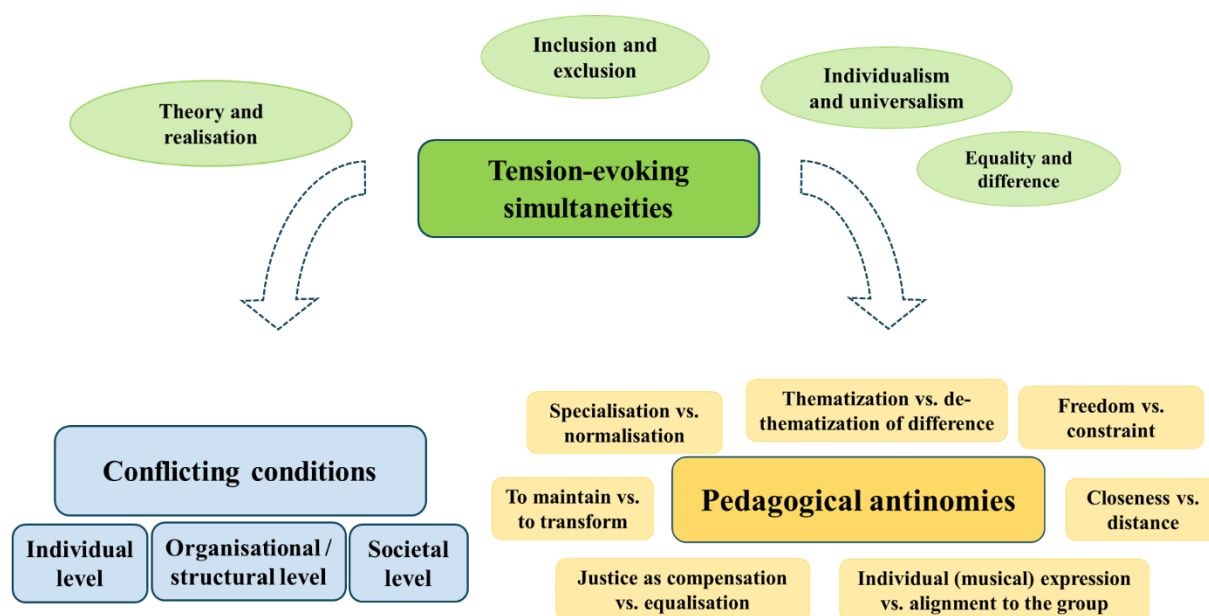 Inclusion and
exclusion
Individualism
and universalism
Theory and
realisation
Equality and
difference
Tension-evoking
simultaneities
Conflicting conditions
Individual
level
Organisational /
structural level
Societal
level
Specialisation vs.
normalisation
Thematization vs. de-
thematization of difference
Freedom vs.
constraint
To maintain vs.
to transform
Pedagogical antinomies
Closeness vs.
distance
Justice as compensation
vs. equalisation
Individual (musical) expression
vs. alignment to the group